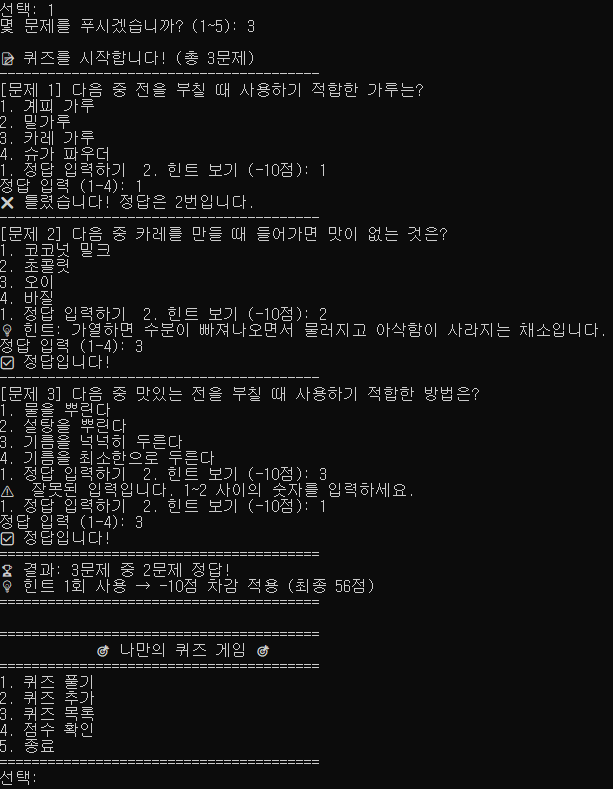 선택: 1
몇 문제를 푸시겠습니까? (1~5): 3
📝 퀴즈를 시작합니다! (총 3문제)
----------------------------------------
[문제 1] 다음 중 전을 부칠 때 사용하기 적합한 가루는?
1. 계피 가루
2. 밀가루
3. 카레 가루
4. 슈가 파우더
1. 정답 입력하기  2. 힌트 보기 (-10점): 1
정답 입력 (1-4): 1
❌ 틀렸습니다! 정답은 2번입니다.
----------------------------------------
[문제 2] 다음 중 카레를 만들 때 들어가면 맛이 없는 것은?
1. 코코넛 밀크
2. 초콜릿
3. 오이
4. 바질
1. 정답 입력하기  2. 힌트 보기 (-10점): 2
💡 힌트: 가열하면 수분이 빠져나오면서 물러지고 아삭함이 사라지는 채소입니다.
정답 입력 (1-4): 3
☑ 정답입니다!
----------------------------------------
[문제 3] 다음 중 맛있는 전을 부칠 때 사용하기 적합한 방법은?
1. 물을 뿌린다
2. 설탕을 뿌린다
3. 기름을 넉넉히 두른다
4. 기름을 최소한으로 두른다
1. 정답 입력하기  2. 힌트 보기 (-10점): 3
⚠ 잘못된 입력입니다. 1~2 사이의 숫자를 입력하세요.
1. 정답 입력하기  2. 힌트 보기 (-10점): 1
정답 입력 (1-4): 3
☑ 정답입니다!
========================================
🏆 결과: 3문제 중 2문제 정답!
💡 힌트 1회 사용 → -10점 차감 적용 (최종 56점)
========================================
========================================
🎯 나만의 퀴즈 게임 🎯
========================================
1. 퀴즈 풀기
2. 퀴즈 추가
3. 퀴즈 목록
4. 점수 확인
5. 종료
========================================
선택: